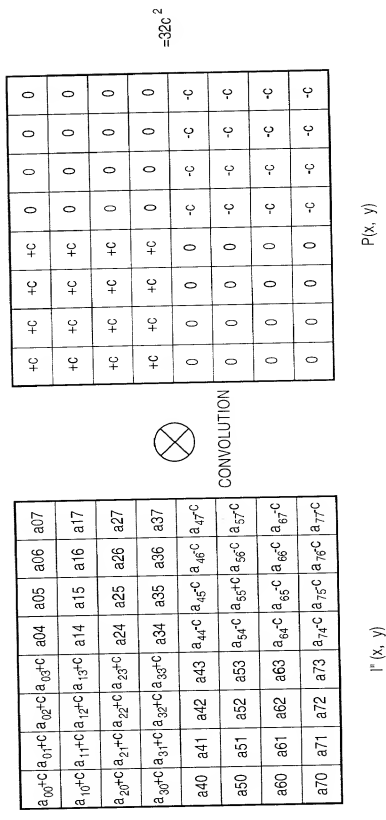 a00+C a01+C a02+C a03+C a04 a05 a06 a07
a10+C a11+C a12+C a13+C a14 a15 a16 a17
a20+C a21+C a22+C a23+C a24 a25 a26 a27
a30+C a31+C a32+C a33+C a34 a35 a36 a37
a40 a41 a42 a43 a44-C a45-C a46-C a47-C
a50 a51 a52 a53 a54-C a55+C a56-C a57-C
a60 a61 a62 a63 a64-C a65-C a66-C a67-C
a70 a71 a72 a73 a74-C a75-C a76-C a77-C
I" (x, y)
CONVOLUTION
+C +C +C +C 0 0 0 0
+C +C +C +C 0 0 0 0
+C +C +C +C 0 0 0 0
+C +C +C +C 0 0 0 0
0 0 0 0 -C -C -C -C
0 0 0 0 -C -C -C -C
0 0 0 0 -C -C -C -C
0 0 0 0 -C -C -C -C
P(x, y)
=32c²